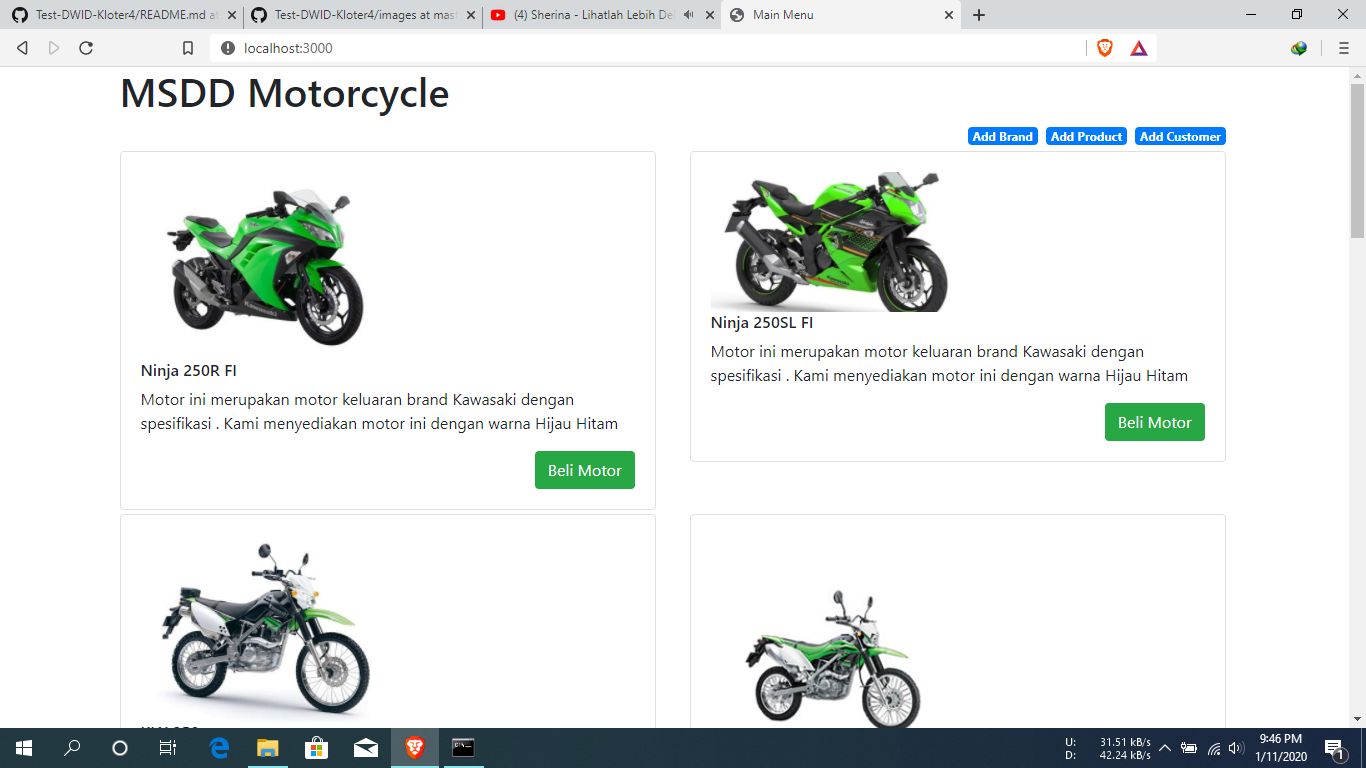 Test-DWID-Kloter4/README.md at
Test-DWID-Kloter4/images at mast
(4) Sherina - Lihatlah Lebih De
Main Menu
localhost:3000
MSDD Motorcycle
Add Brand Add Product Add Customer
Ninja 250R FI
Motor ini merupakan motor keluaran brand Kawasaki dengan
spesifikasi . Kami menyediakan motor ini dengan warna Hijau Hitam
Beli Motor
Ninja 250SL FI
Motor ini merupakan motor keluaran brand Kawasaki dengan
spesifikasi . Kami menyediakan motor ini dengan warna Hijau Hitam
Beli Motor
U: 31.51 kB/s
D: 42.24 kB/s
9:46 PM
1/11/2020
1